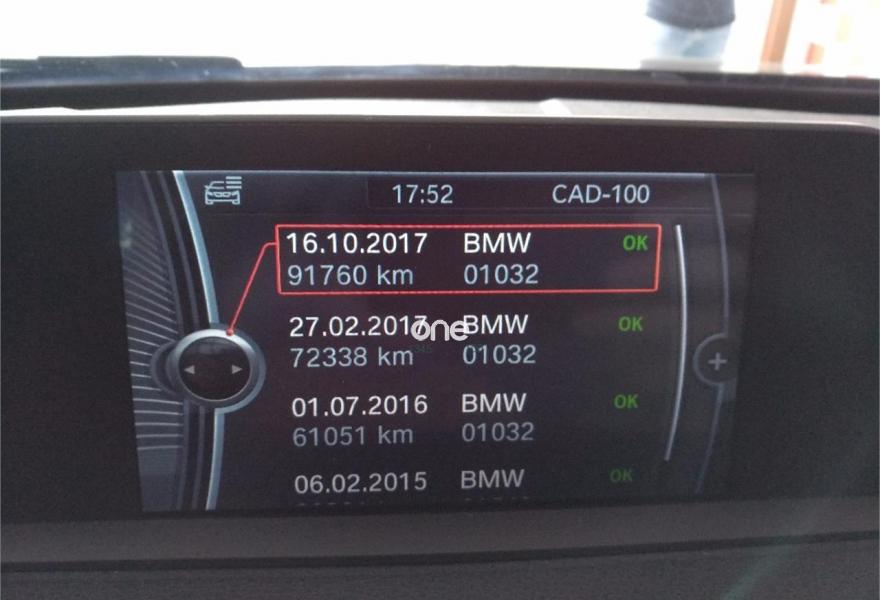 17:52 CAD-100
16.10.2017 BMW OK
91760 km 01032
27.02.2017 BMW OK
one
72338 km 01032
01.07.2016 BMW OK
61051 km 01032
06.02.2015 BMW OK